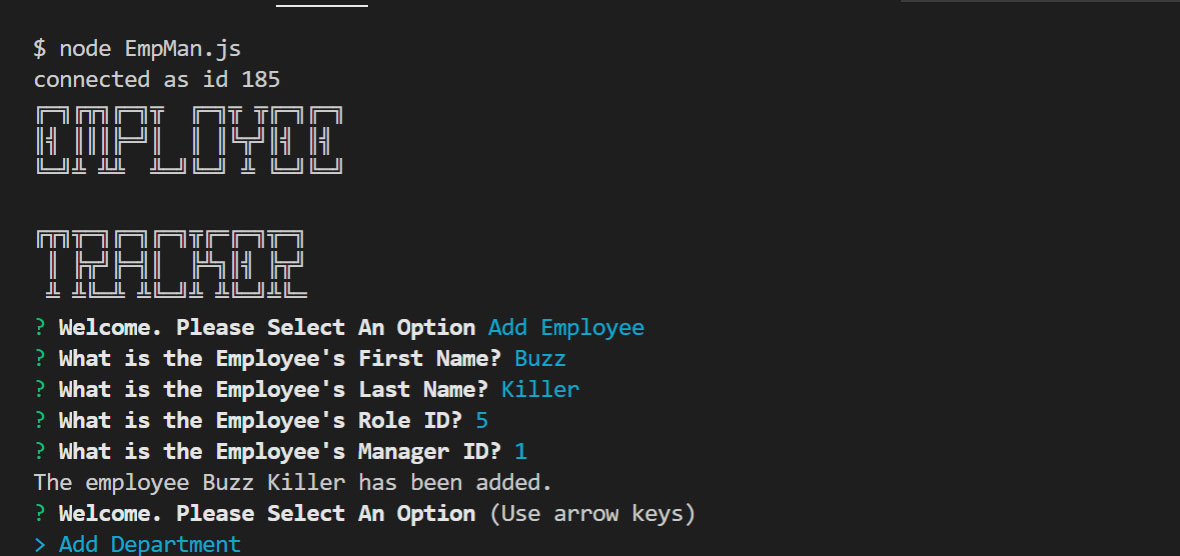 $ node EmpMan.js
connected as id 185
EMPLOYEE
TRACKER
? Welcome. Please Select An Option Add Employee
? What is the Employee's First Name? Buzz
? What is the Employee's Last Name? Killer
? What is the Employee's Role ID? 5
? What is the Employee's Manager ID? 1
The employee Buzz Killer has been added.
? Welcome. Please Select An Option (Use arrow keys)
> Add Department